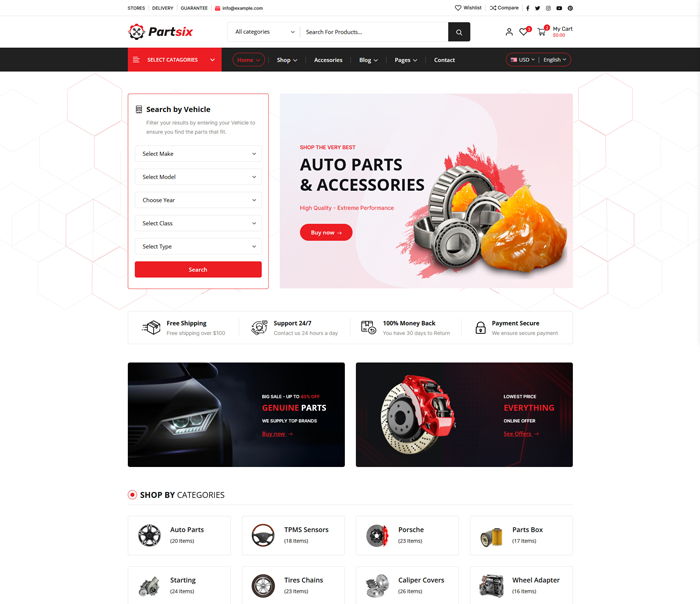 STORES DELIVERY GUARANTEE info@example.com
Wishlist Compare
Partsix
All categories Search For Products...
0 0 My Cart
$0.00
SELECT CATAGORIES
Home Shop Accesories Blog Pages Contact
USD English
Search by Vehicle
Filter your results by entering your Vehicle to
ensure you find the parts that fit.
Select Make
Select Model
Choose Year
Select Class
Select Type
Search
SHOP THE VERY BEST
AUTO PARTS
& ACCESSORIES
High Quality - Extreme Performance
Buy now
Free Shipping
Free shipping over $100
Support 24/7
Contact us 24 hours a day
100% Money Back
You have 30 days to Return
Payment Secure
We ensure secure payment
BIG SALE - UP TO 40% OFF
GENUINE PARTS
WE SUPPLY TOP BRANDS
Buy now
LOWEST PRICE
EVERYTHING
ONLINE OFFER
See Offers
SHOP BY CATEGORIES
Auto Parts
(20 Items)
TPMS Sensors
(18 Items)
Porsche
(23 Items)
Parts Box
(17 Items)
Starting
(24 Items)
Tires Chains
(23 Items)
Caliper Covers
(26 Items)
Wheel Adapter
(16 Items)